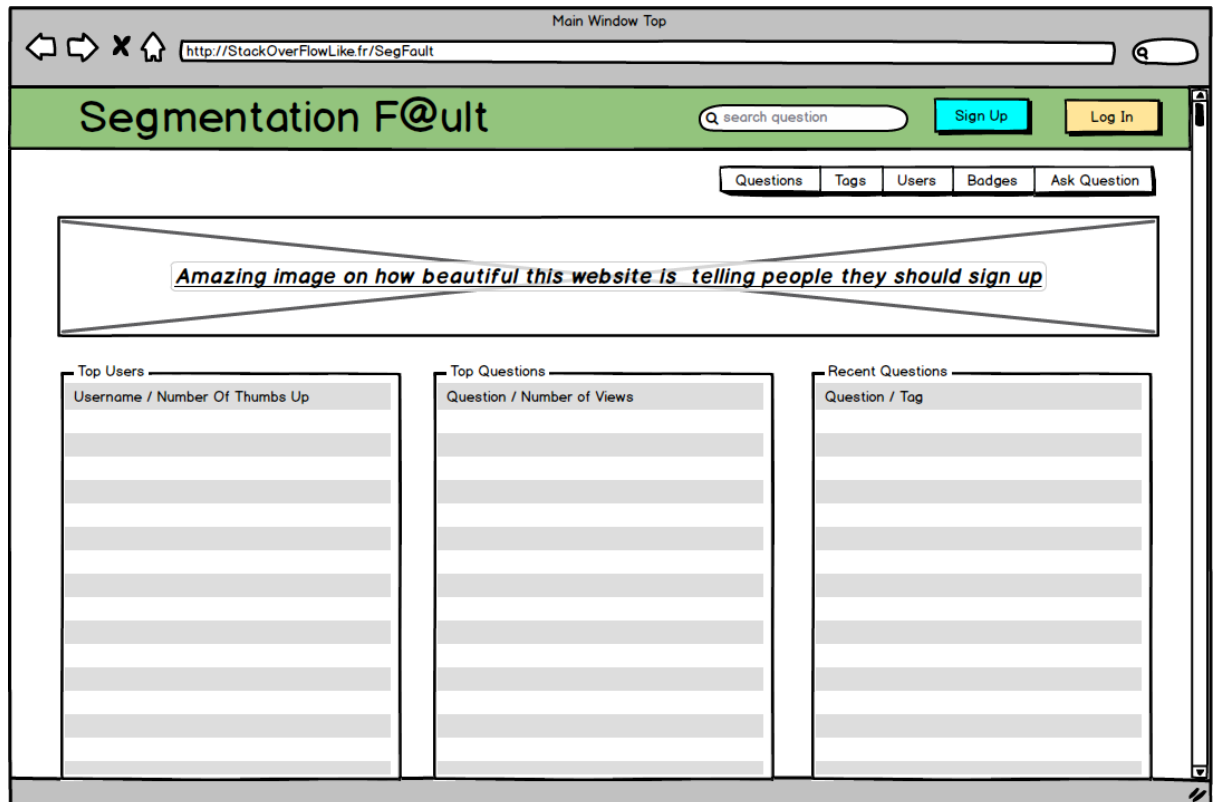 Main Window Top
http://StackOverFlowLike.fr/SegFault
Segmentation F@ult
search question
Sign Up
Log In
Questions Tags Users Badges Ask Question
Amazing image on how beautiful this website is telling people they should sign up
Top Users
Username / Number Of Thumbs Up
Top Questions
Question / Number of Views
Recent Questions
Question / Tag